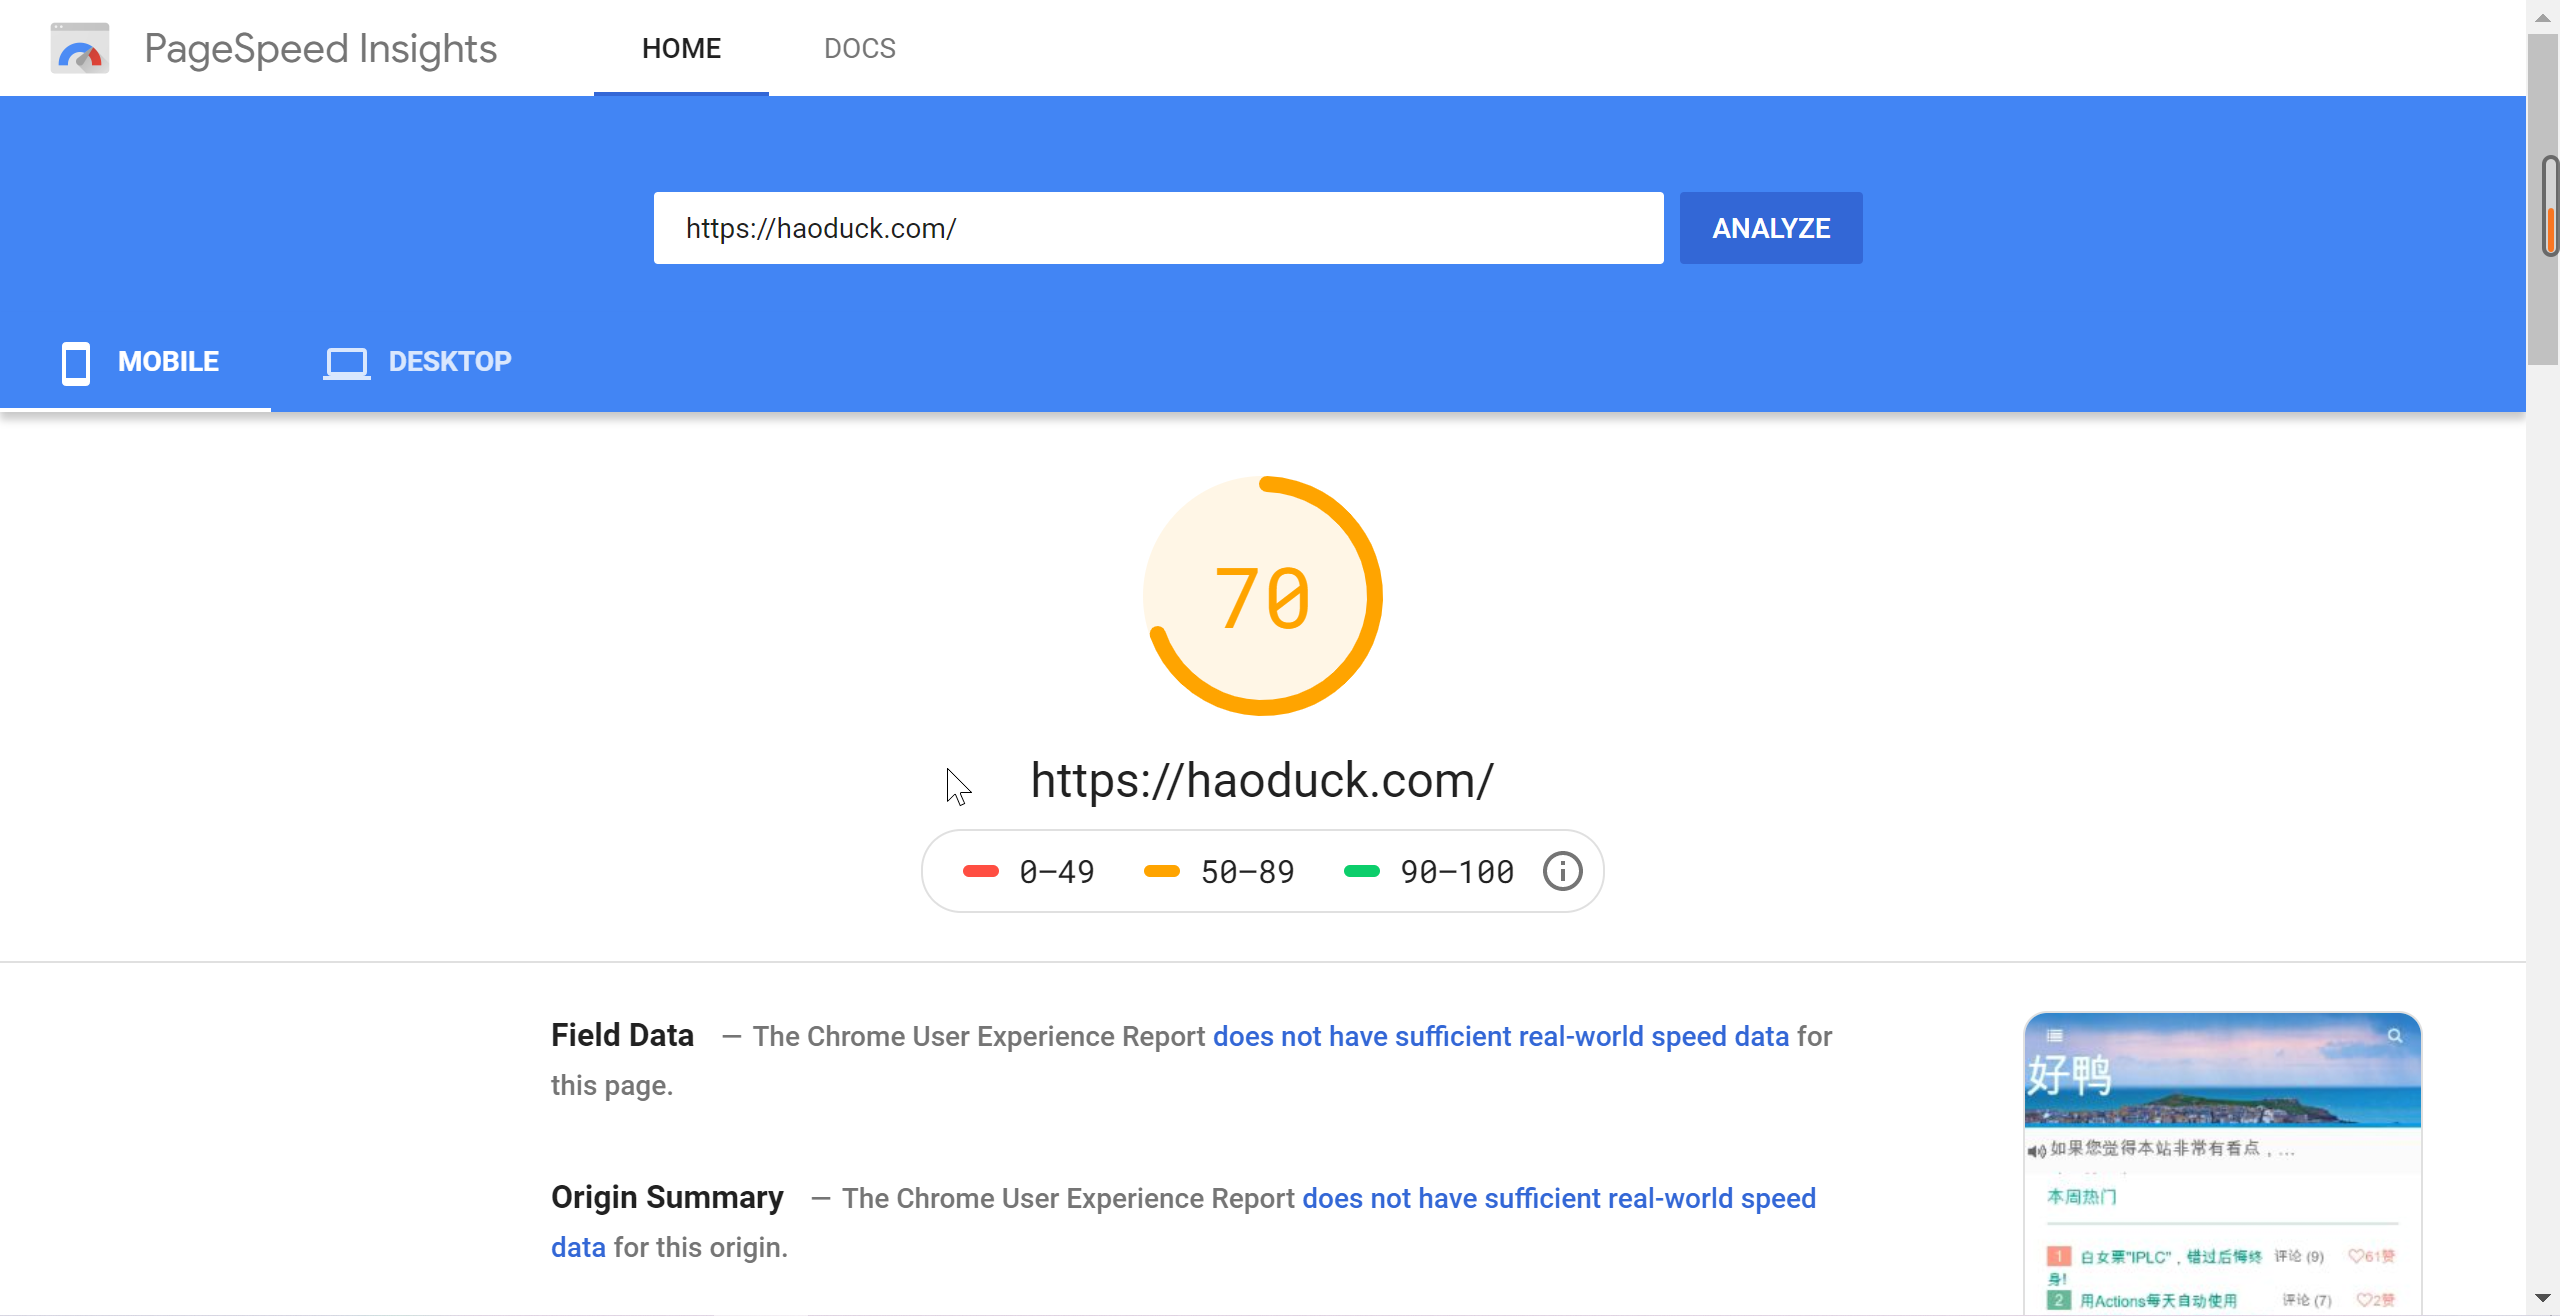 PageSpeed Insights
HOME
DOCS
https://haoduck.com/
ANALYZE
MOBILE
DESKTOP
70
https://haoduck.com/
0–49
50–89
90–100
Field Data — The Chrome User Experience Report does not have sufficient real-world speed data for
this page.
Origin Summary — The Chrome User Experience Report does not have sufficient real-world speed
data for this origin.
好鸭
如果您觉得本站非常有看点，...
本周热门
1 白女票"IPLC"，错过后悔终 评论 (9) 61赞
身!
2 用Actions每天自动使用 评论 (7) 2赞